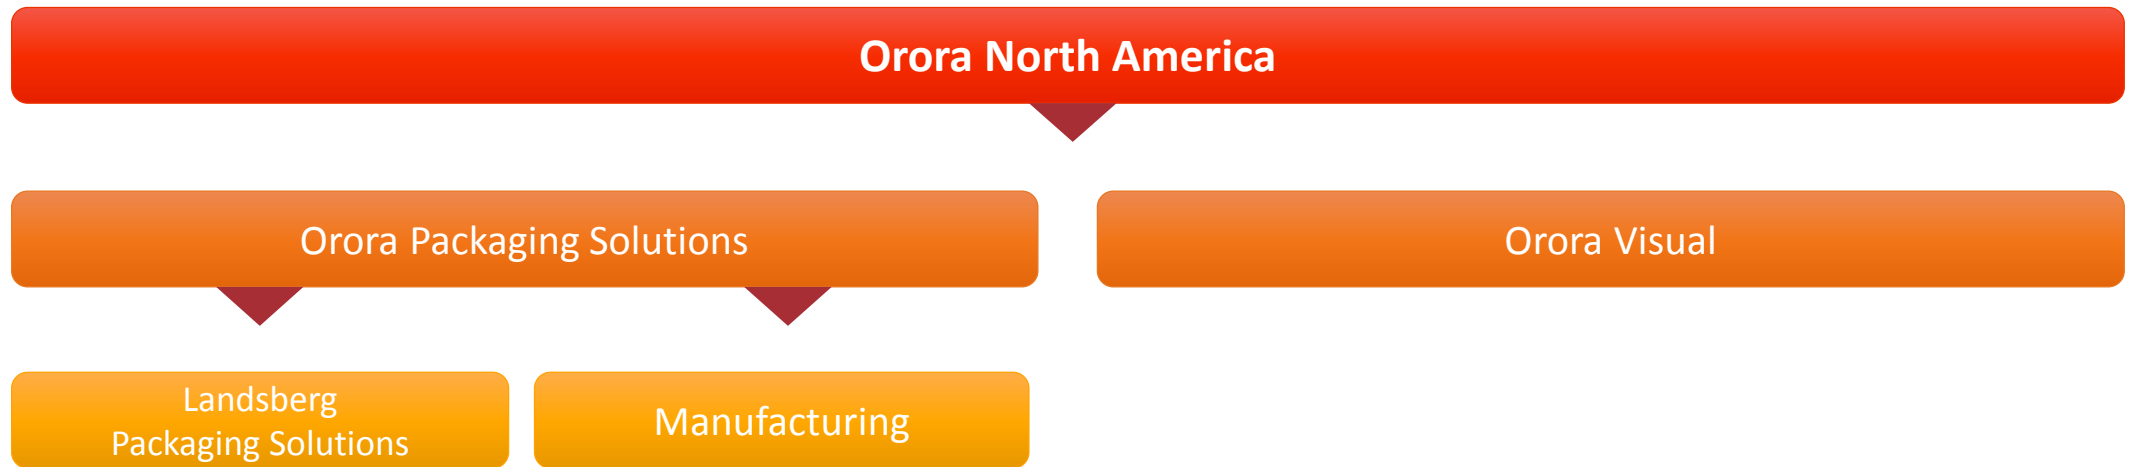 Orora North America
Orora Packaging Solutions
Orora Visual
Landsberg
Packaging Solutions
Manufacturing